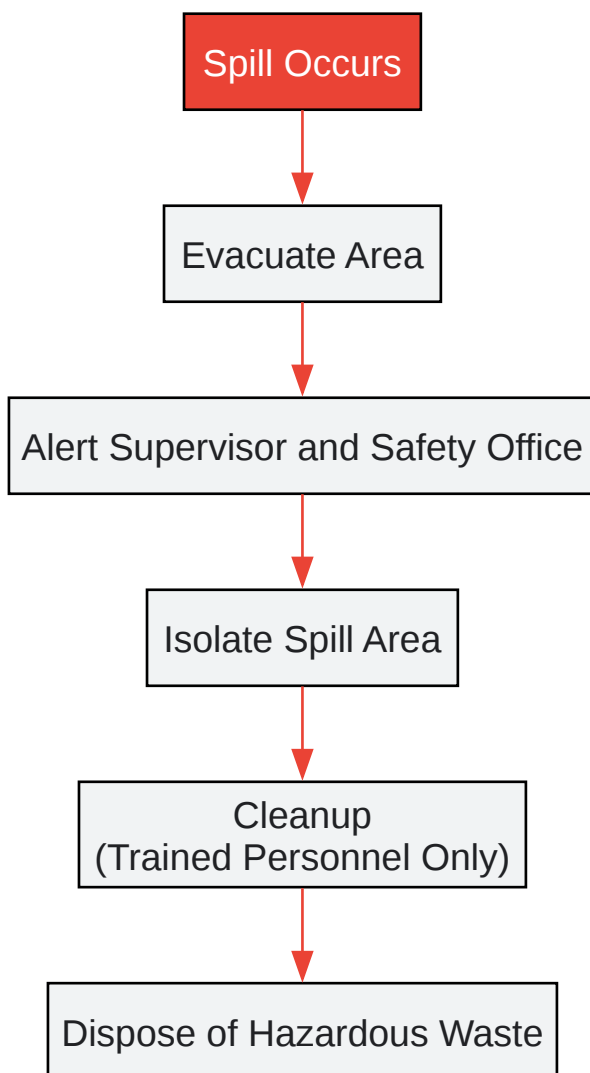 Spill Occurs
Evacuate Area
Alert Supervisor and Safety Office
Isolate Spill Area
Cleanup
(Trained Personnel Only)
Dispose of Hazardous Waste